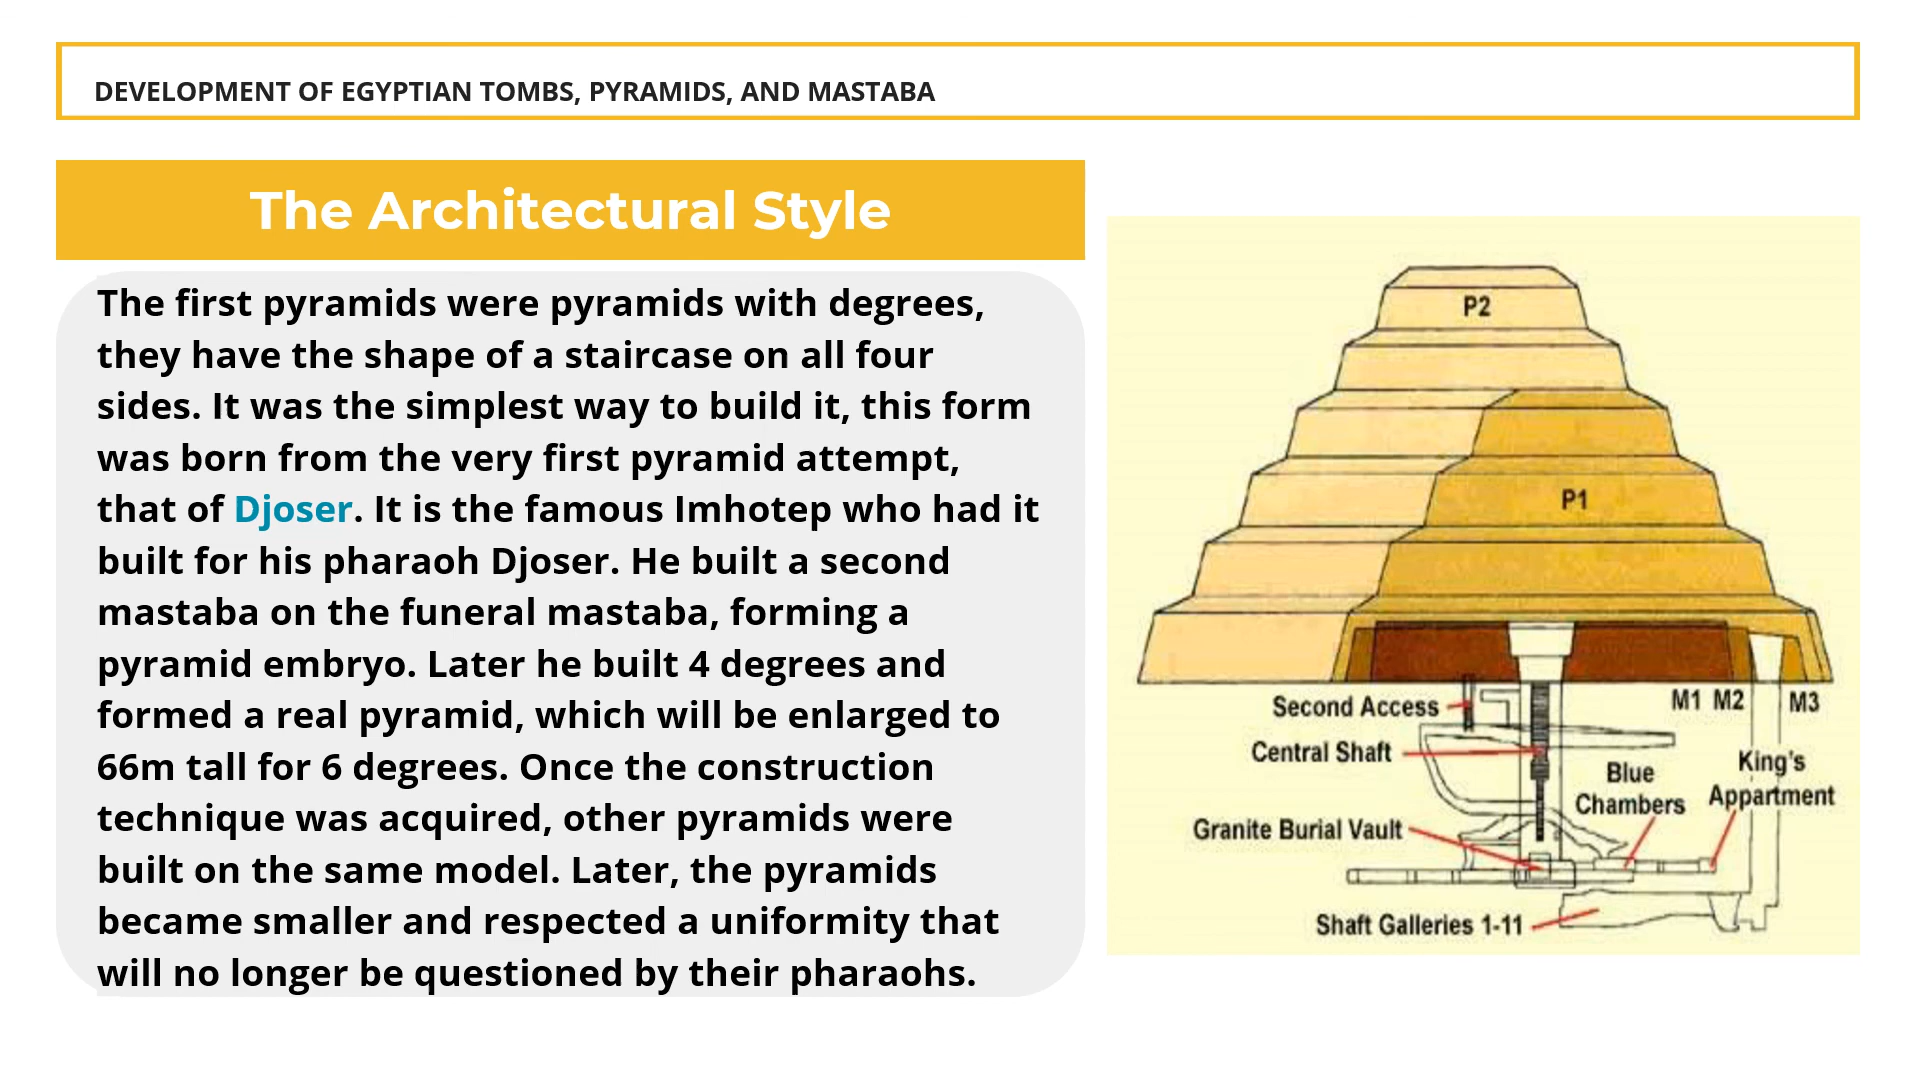 DEVELOPMENT OF EGYPTIAN TOMBS, PYRAMIDS, AND MASTABA
The Architectural Style
The first pyramids were pyramids with degrees,
they have the shape of a staircase on all four
sides. It was the simplest way to build it, this form
was born from the very first pyramid attempt,
that of Djoser. It is the famous Imhotep who had it
built for his pharaoh Djoser. He built a second
mastaba on the funeral mastaba, forming a
pyramid embryo. Later he built 4 degrees and
formed a real pyramid, which will be enlarged to
66m tall for 6 degrees. Once the construction
technique was acquired, other pyramids were
built on the same model. Later, the pyramids
became smaller and respected a uniformity that
will no longer be questioned by their pharaohs.
P2
P1
M1 M2 M3
Second Access
Central Shaft
Blue
Chambers
King's
Appartment
Granite Burial Vault
Shaft Galleries 1-11